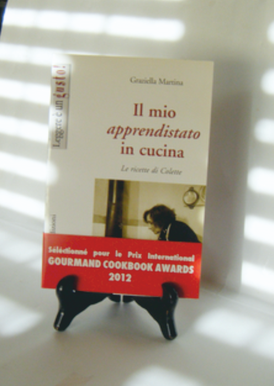 Graziella Martina
Il mio
apprendistato
in cucina
Le ricette di Colette
Leggere è un gusto!
Séléctionné pour le Prix International
GOURMAND COOKBOOK AWARDS
2012